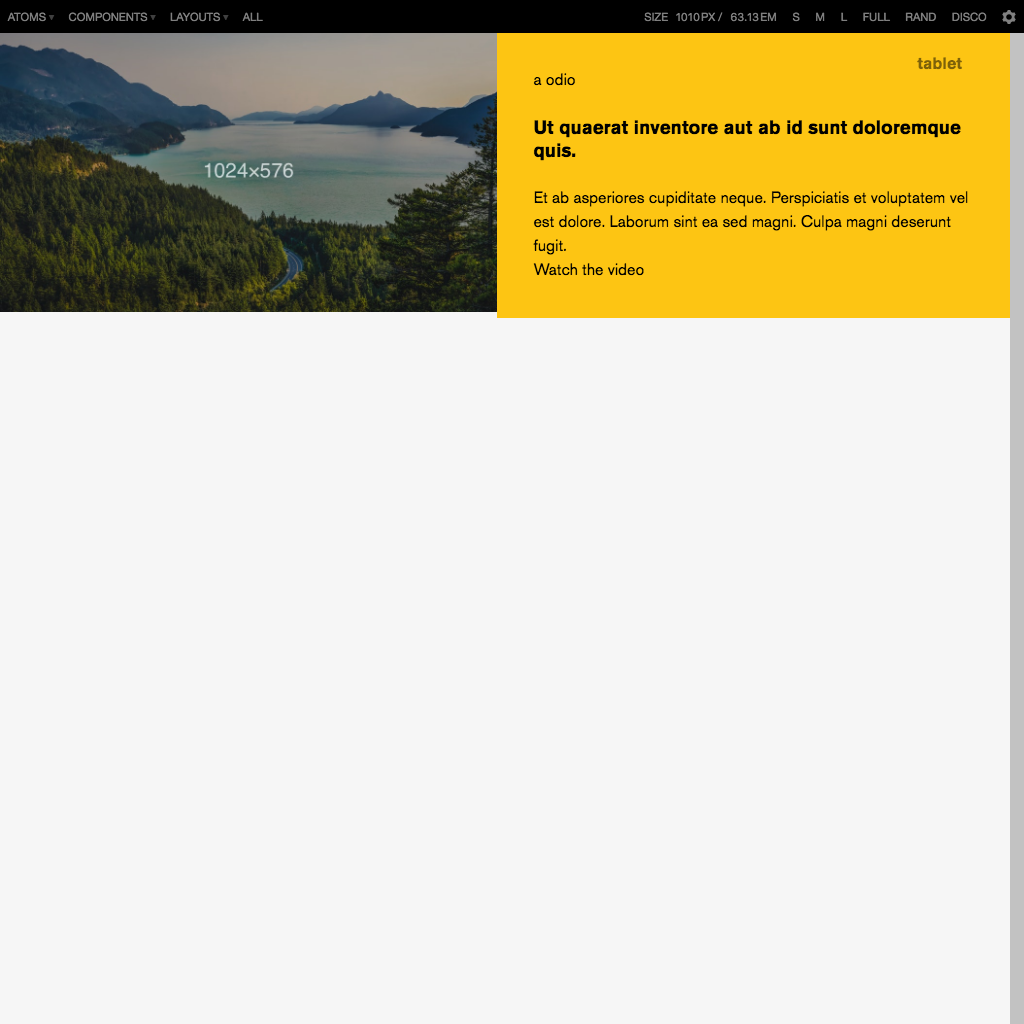 ATOMS ▾ COMPONENTS ▾ LAYOUTS ▾ ALL SIZE 1010PX / 63.13EM S M L FULL RAND DISCO
tablet
a odio
1024×576
Ut quaerat inventore aut ab id sunt doloremque
quis.
Et ab asperiores cupiditate neque. Perspiciatis et voluptatem vel
est dolore. Laborum sint ea sed magni. Culpa magni deserunt
fugit.
Watch the video